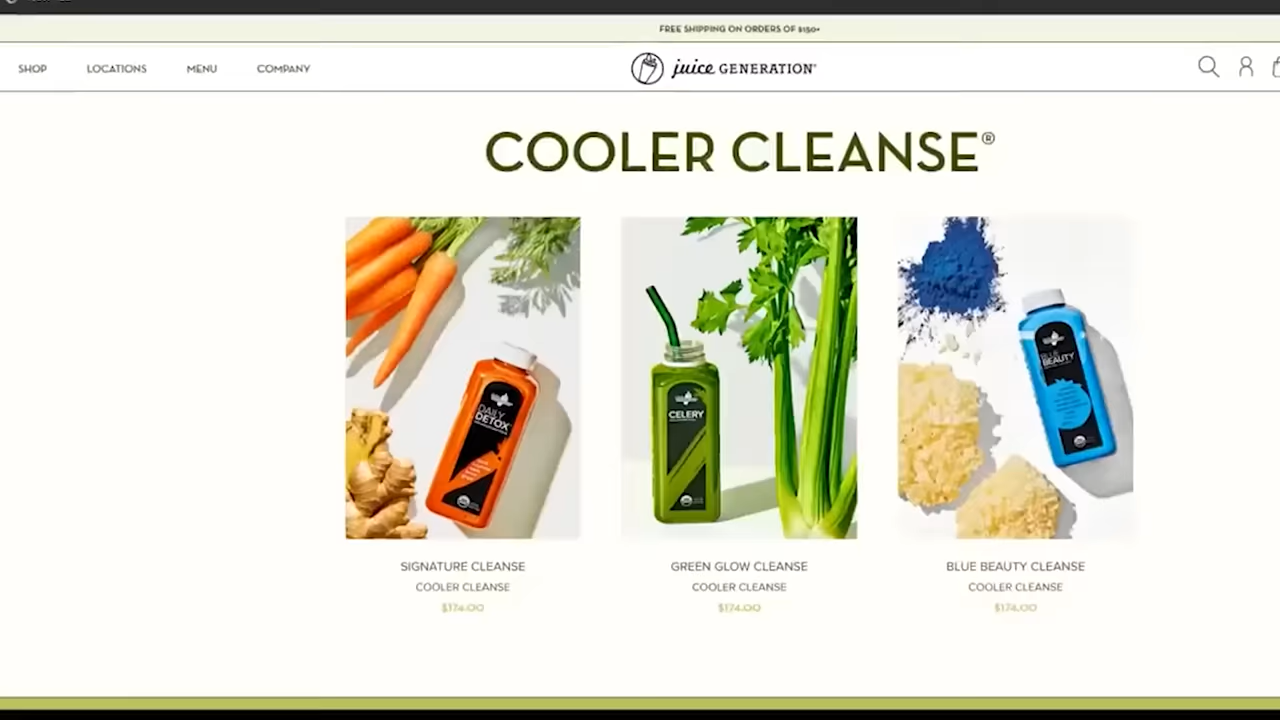 FREE SHIPPING ON ORDERS OF $150+
SHOP LOCATIONS MENU COMPANY
juice GENERATION®
COOLER CLEANSE®
DAILY
DETOX
CELERY
BLUE
BEAUTY
SIGNATURE CLEANSE
COOLER CLEANSE
$174.00
GREEN GLOW CLEANSE
COOLER CLEANSE
$174.00
BLUE BEAUTY CLEANSE
COOLER CLEANSE
$174.00